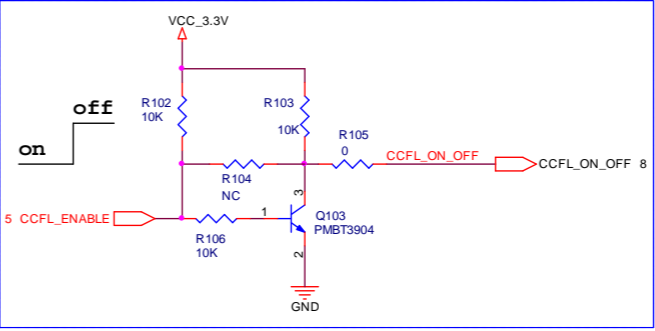 VCC_3.3V
off
on
R102
10K
R103
10K
R105
0
CCFL_ON_OFF
CCFL_ON_OFF 8
R104
NC
5 CCFL_ENABLE
R106
10K
1
3
2
Q103
PMBT3904
GND